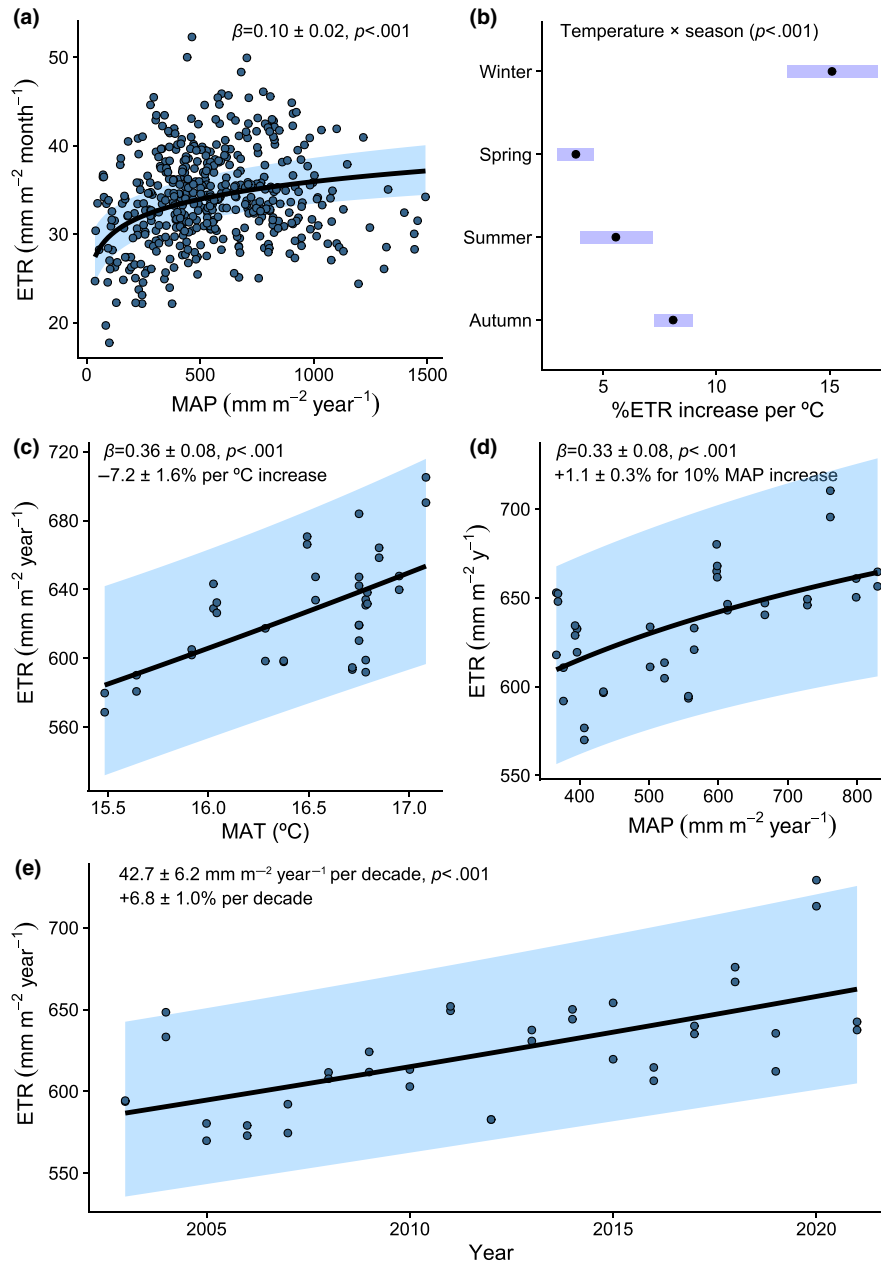 (a)
β=0.10 ± 0.02, p<.001
ETR (mm m⁻² month⁻¹)
50
40
30
20
0
500
1000
1500
MAP (mm m⁻² year⁻¹)
(b)
Temperature × season (p<.001)
Winter
Spring
Summer
Autumn
5
10
15
%ETR increase per ºC
(c)
β=0.36 ± 0.08, p< .001
–7.2 ± 1.6% per ºC increase
ETR (mm m⁻² year⁻¹)
720
680
640
600
560
15.5
16.0
16.5
17.0
MAT (ºC)
(d)
β=0.33 ± 0.08, p< .001
+1.1 ± 0.3% for 10% MAP increase
ETR (mm m⁻² y⁻¹)
700
650
600
550
400
500
600
700
800
MAP (mm m⁻² year⁻¹)
(e)
42.7 ± 6.2 mm m⁻² year⁻¹ per decade, p< .001
+6.8 ± 1.0% per decade
ETR (mm m⁻² year⁻¹)
700
650
600
550
2005
2010
2015
2020
Year